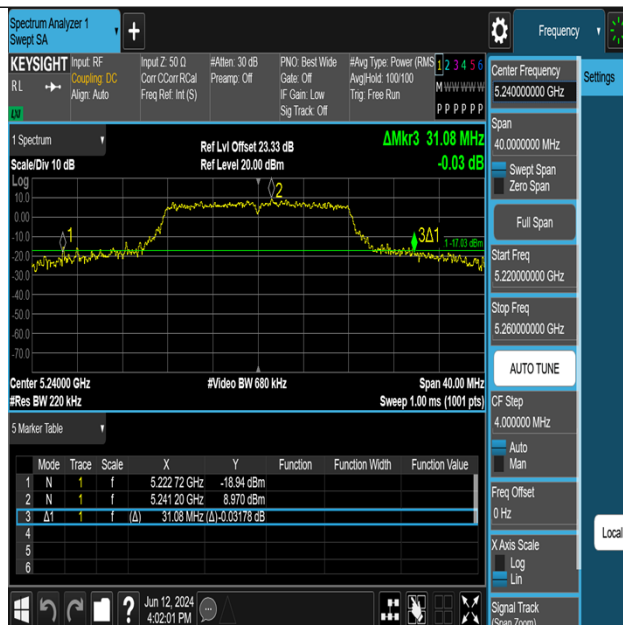 Spectrum Analyzer 1
Swept SA
Frequency
KEYSIGHT Input: RF Input Z: 50 Ω #Atten: 30 dB PNO: Best Wide #Avg Type: Power (RMS 1 2 3 4 5 6
RL Coupling: DC Corr CCorr RCal Preamp: Off Gate: Off Avg|Hold: 100/100 M W W W W W
Align: Auto Freq Ref: Int (S) IF Gain: Low Trig: Free Run
Sig Track: Off P P P P P P
LXI
1 Spectrum
Scale/Div 10 dB
Ref Lvl Offset 23.33 dB
Ref Level 20.00 dBm
ΔMkr3 31.08 MHz
-0.03 dB
Log
10.0
0.00
-10.0
-20.0
-30.0
-40.0
-50.0
-60.0
-70.0
1
2
3Δ1
1 -17.03 dBm
Center 5.24000 GHz #Video BW 680 kHz Span 40.00 MHz
#Res BW 220 kHz Sweep 1.00 ms (1001 pts)
5 Marker Table
Mode Trace Scale X Y Function Function Width Function Value
1 N 1 f 5.222 72 GHz -18.94 dBm
2 N 1 f 5.241 20 GHz 8.970 dBm
3 Δ1 1 f (Δ) 31.08 MHz (Δ) -0.03178 dB
4
5
6
Jun 12, 2024
4:02:01 PM
Center Frequency
5.240000000 GHz
Span
40.0000000 MHz
Swept Span
Zero Span
Full Span
Start Freq
5.220000000 GHz
Stop Freq
5.260000000 GHz
AUTO TUNE
CF Step
4.000000 MHz
Auto
Man
Freq Offset
0 Hz
X Axis Scale
Log
Lin
Signal Track
(Span Zoom)
Settings
Local